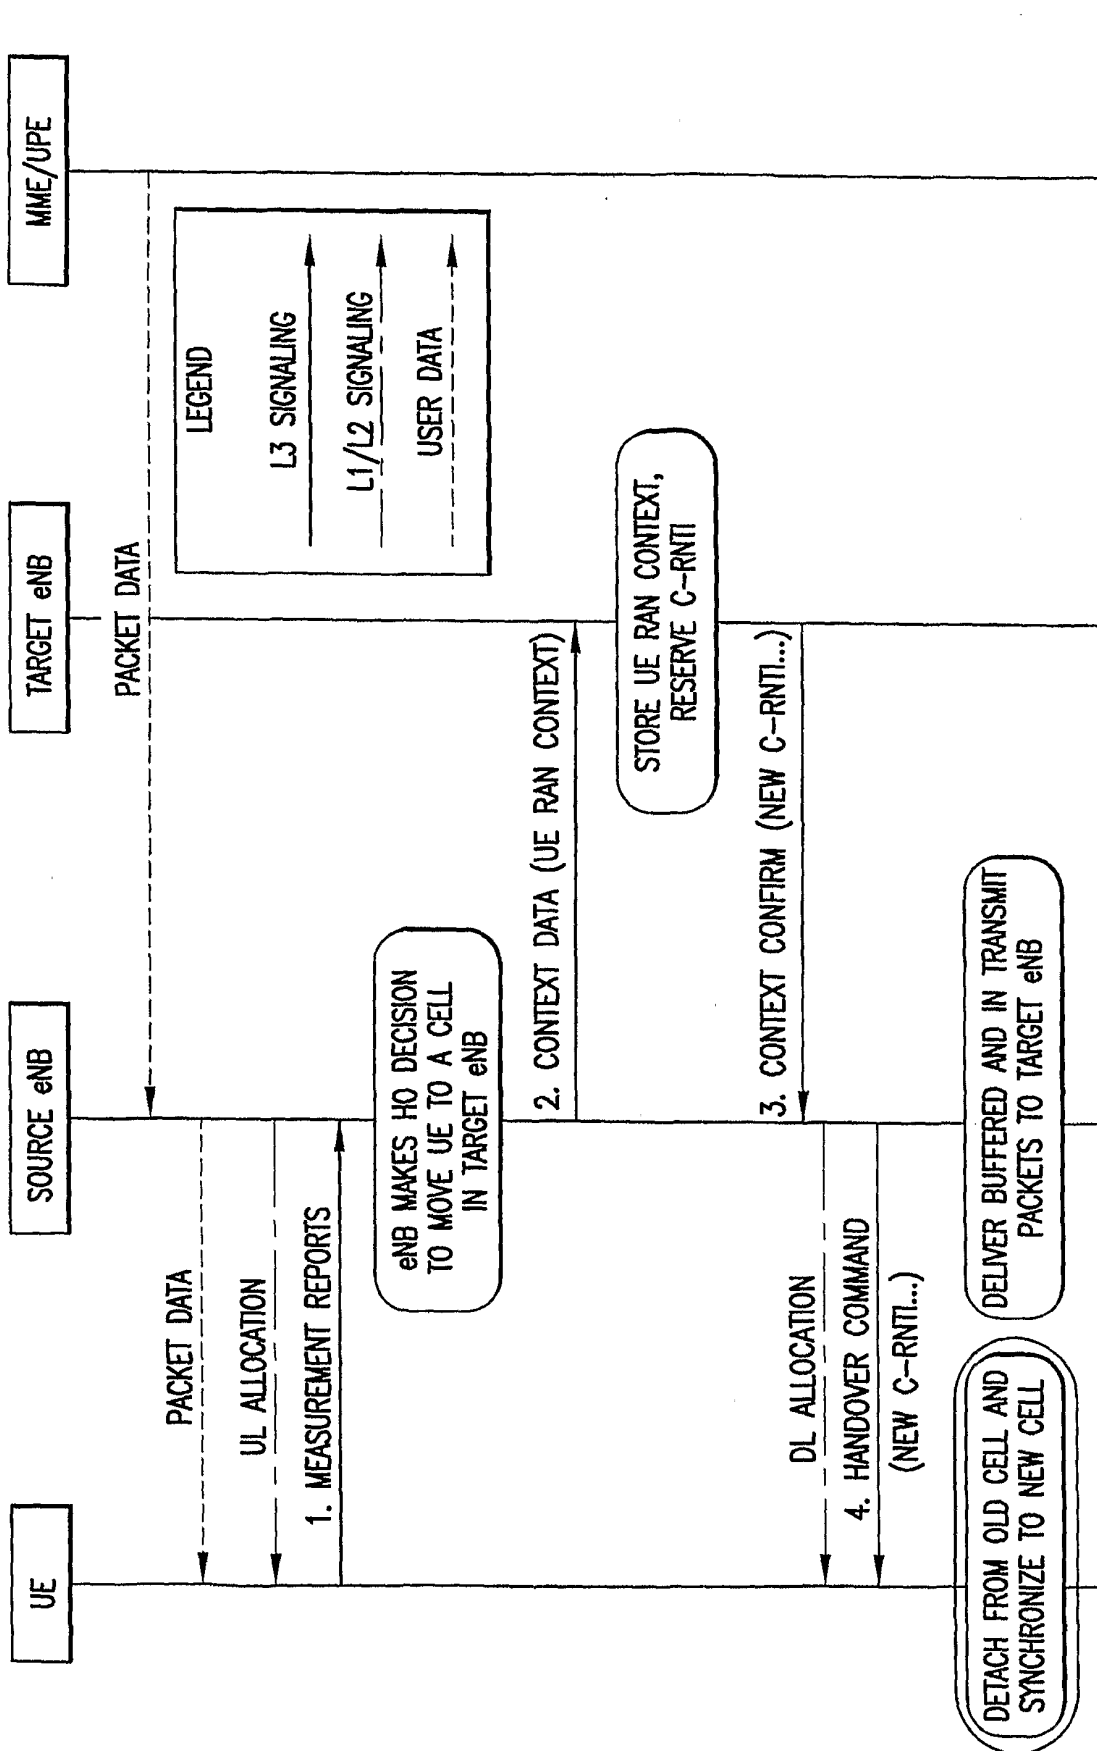 UE
SOURCE eNB
TARGET eNB
MME/UPE
PACKET DATA
LEGEND
L3 SIGNALING
L1/L2 SIGNALING
USER DATA
PACKET DATA
UL ALLOCATION
1. MEASUREMENT REPORTS
eNB MAKES HO DECISION
TO MOVE UE TO A CELL
IN TARGET eNB
2. CONTEXT DATA (UE RAN CONTEXT)
STORE UE RAN CONTEXT,
RESERVE C-RNTI
3. CONTEXT CONFIRM (NEW C-RNTI...)
DL ALLOCATION
4. HANDOVER COMMAND
(NEW C-RNTI...)
DETACH FROM OLD CELL AND
SYNCHRONIZE TO NEW CELL
DELIVER BUFFERED AND IN TRANSMIT
PACKETS TO TARGET eNB